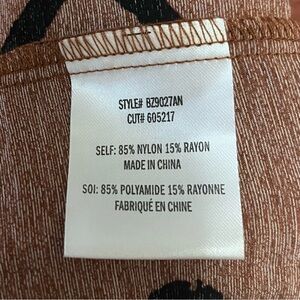 STYLE# BZ9027AN
CUT# 605217
SELF: 85% NYLON 15% RAYON
MADE IN CHINA
SOI: 85% POLYAMIDE 15% RAYONNE
FABRIQUÉ EN CHINE